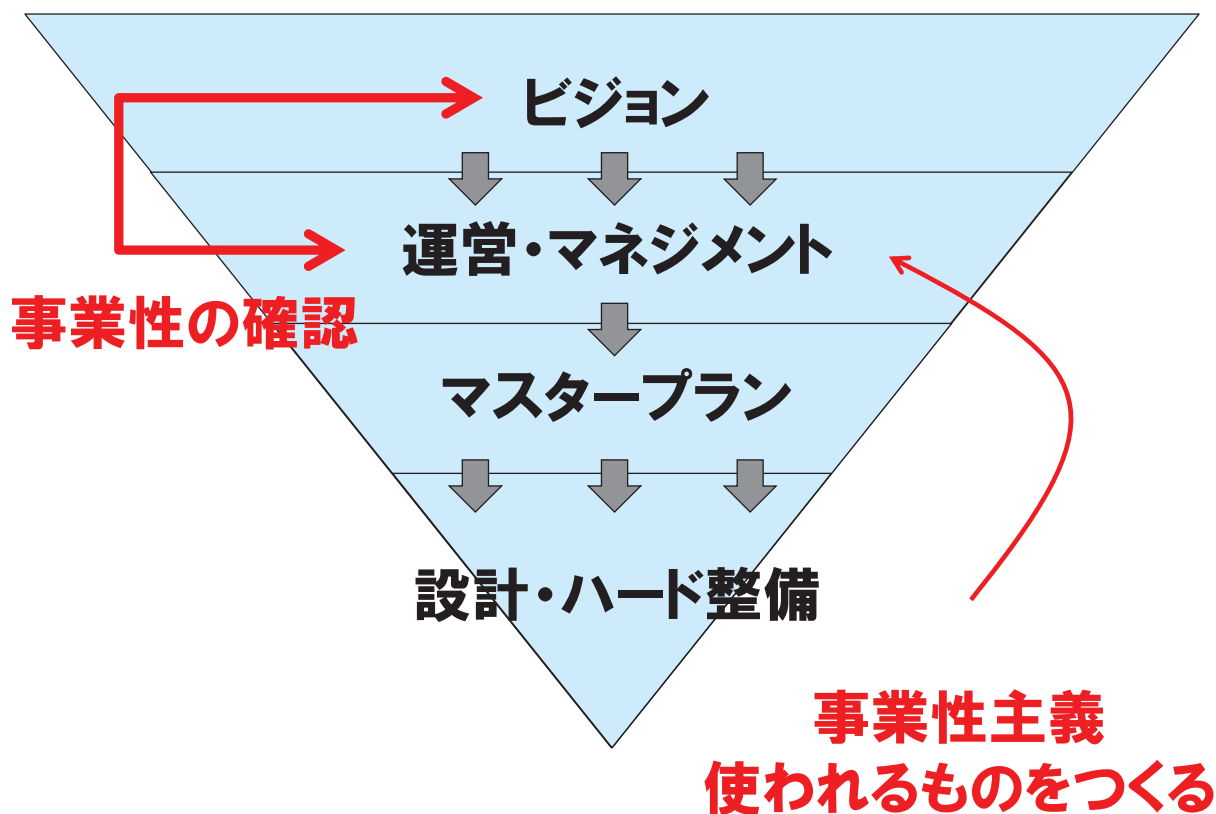 ビジョン
運営・マネジメント
事業性の確認
マスタープラン
設計・ハード整備
事業性主義
使われるものをつくる